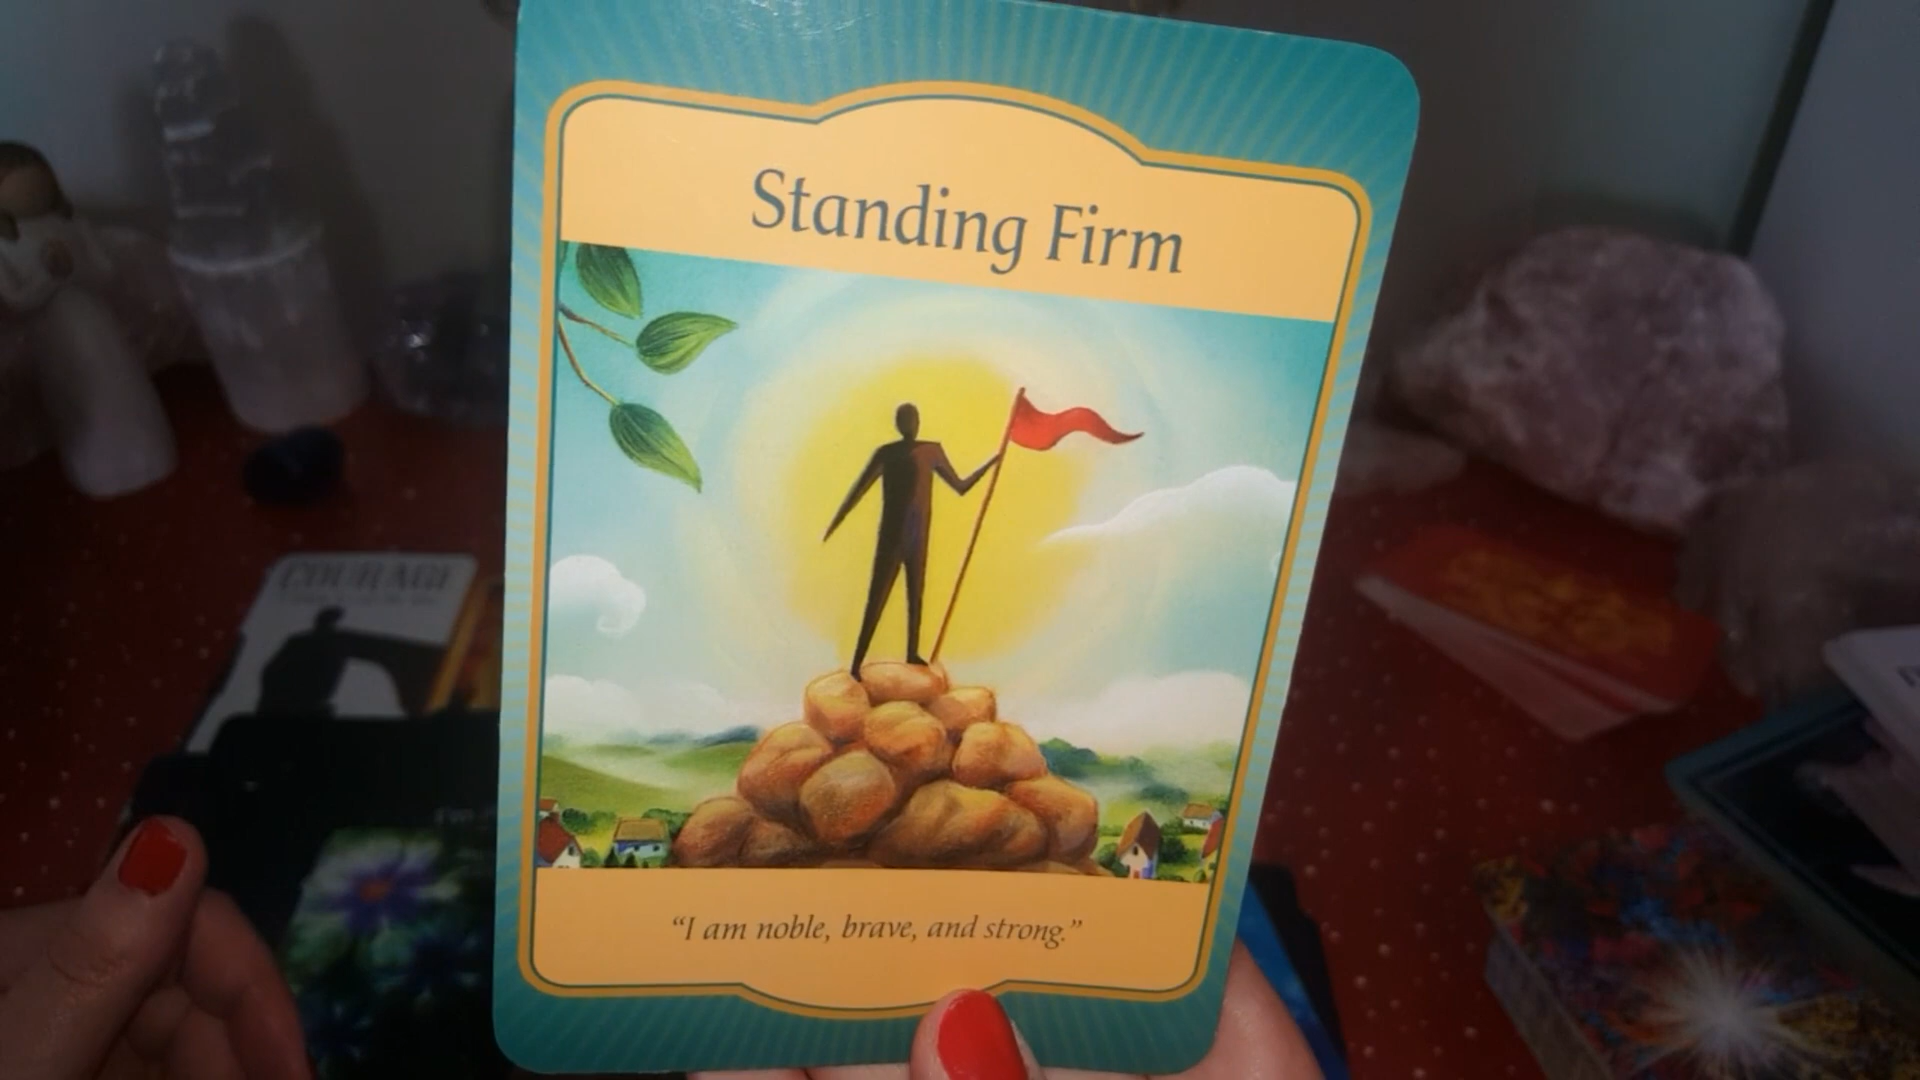 Standing Firm
“I am noble, brave, and strong.”
COURAGE